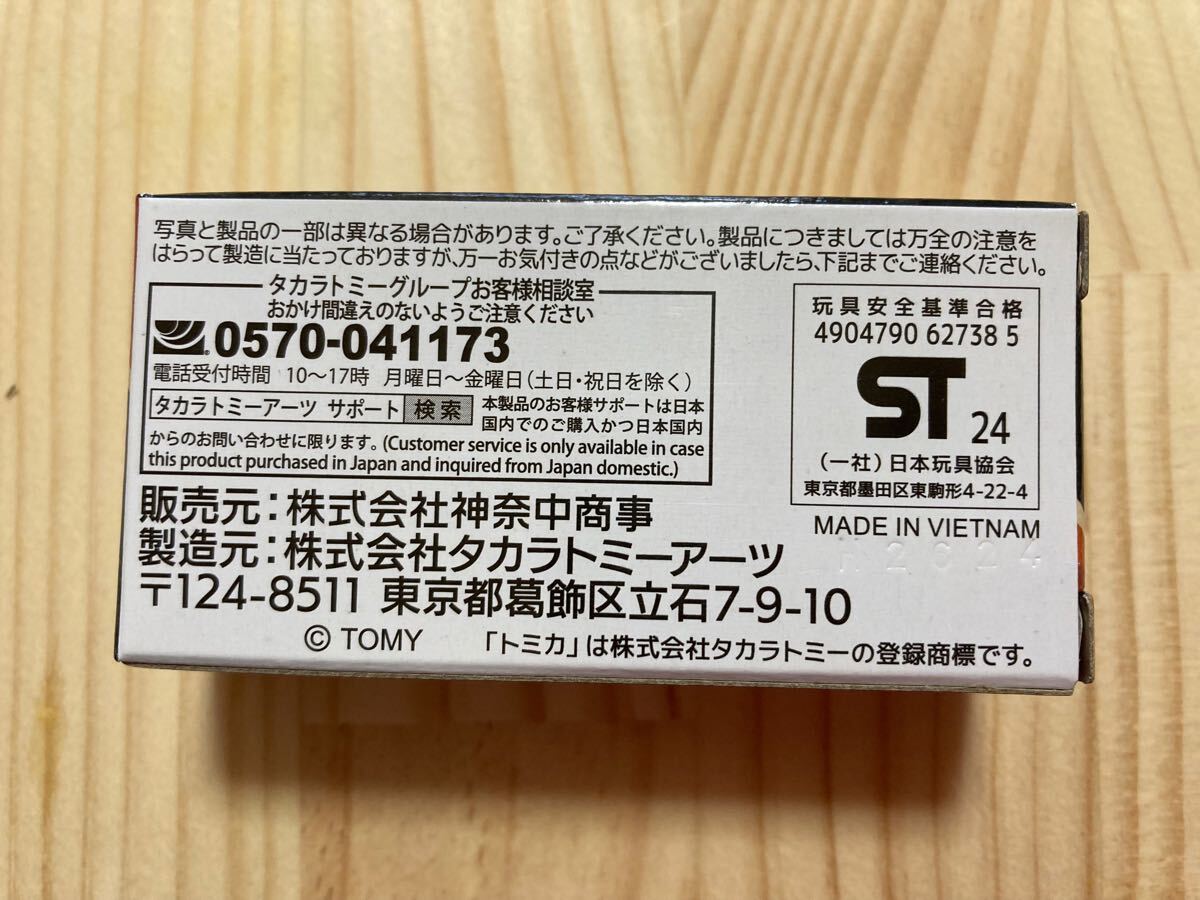 写真と製品の一部は異なる場合があります。ご了承ください。製品につきましては万全の注意を
はらって製造に当たっておりますが、万一お気付きの点などがございましたら、下記までご連絡ください。
タカラトミーグループお客様相談室
おかけ間違えのないようご注意ください
0570-041173
電話受付時間 10～17時 月曜日～金曜日(土日・祝日を除く)
タカラトミーアーツ サポート 検索
本製品のお客様サポートは日本
国内でのご購入かつ日本国内
からのお問い合わせに限ります。(Customer service is only available in case
this product purchased in Japan and inquired from Japan domestic.)
玩具安全基準合格
4904790 62738 5
ST 24
(一社)日本玩具協会
東京都墨田区東駒形4-22-4
MADE IN VIETNAM
販売元:株式会社神奈中商事
製造元:株式会社タカラトミーアーツ
〒124-8511 東京都葛飾区立石7-9-10
© TOMY 「トミカ」は株式会社タカラトミーの登録商標です。